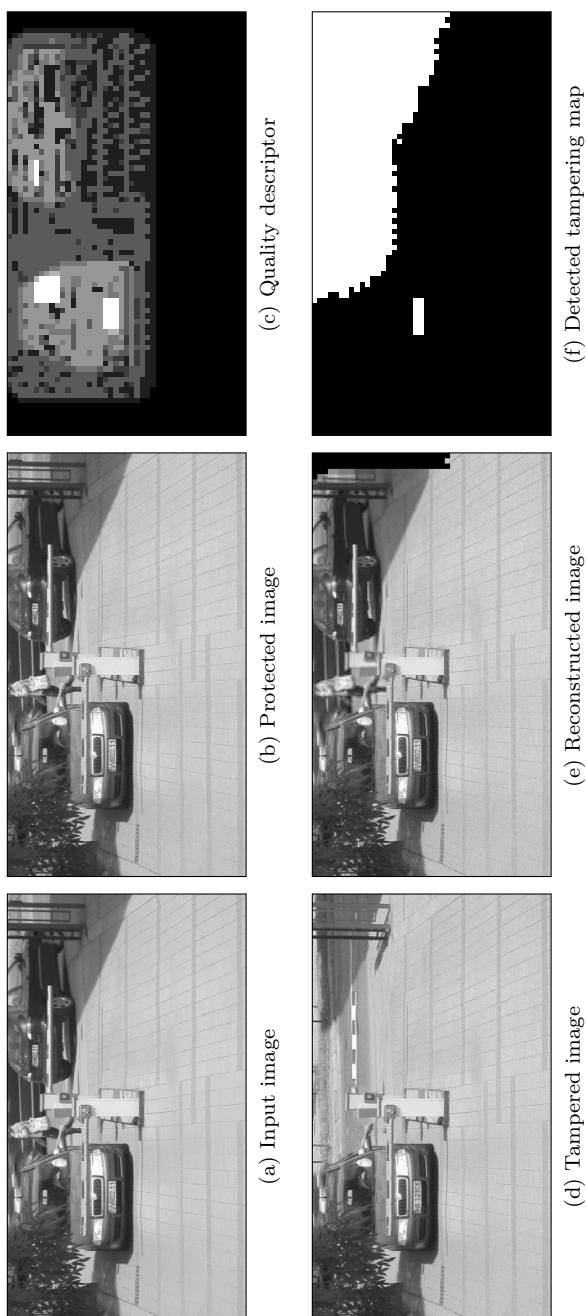 (a) Input image
(b) Protected image
(c) Quality descriptor
(d) Tampered image
(e) Reconstructed image
(f) Detected tampering map